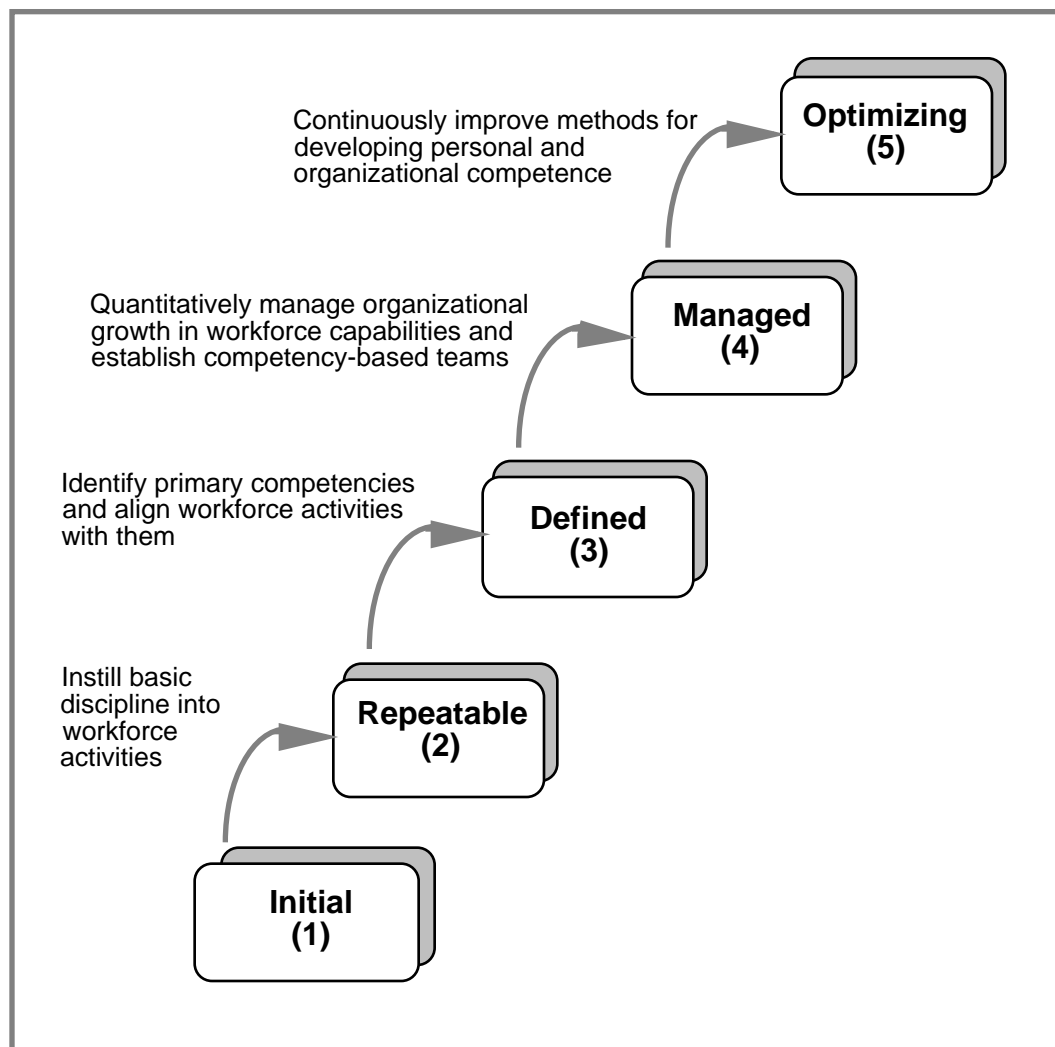 Continuously improve methods for
developing personal and
organizational competence
Optimizing
(5)
Quantitatively manage organizational
growth in workforce capabilities and
establish competency-based teams
Managed
(4)
Identify primary competencies
and align workforce activities
with them
Defined
(3)
Instill basic
discipline into
workforce
activities
Repeatable
(2)
Initial
(1)